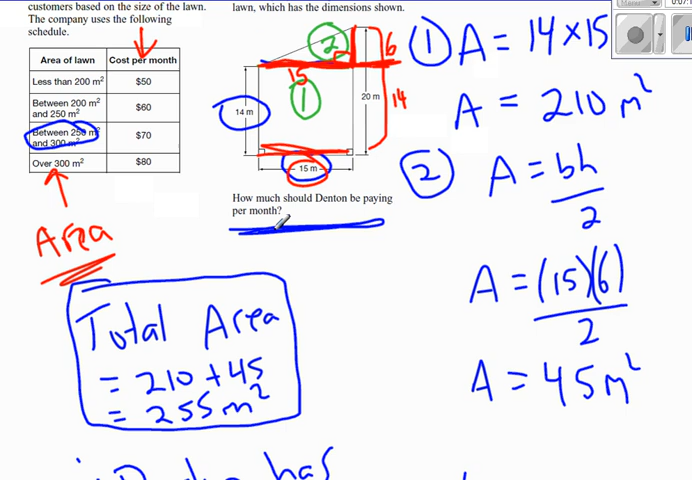 customers based on the size of the lawn.
The company uses the following
schedule.
Area of lawn Cost per month
Less than 200 m² $50
Between 200 m²
and 250 m² $60
Between 250 m²
and 300 m² $70
Over 300 m² $80
Area
lawn, which has the dimensions shown.
2
6
15
1
14 m
20 m
14
15 m
How much should Denton be paying
per month?
1 A = 14 × 15
A = 210 m²
2 A = bh
2
A = (15)(6)
2
A = 45 m²
Total Area
= 210 + 45
= 255 m²
has